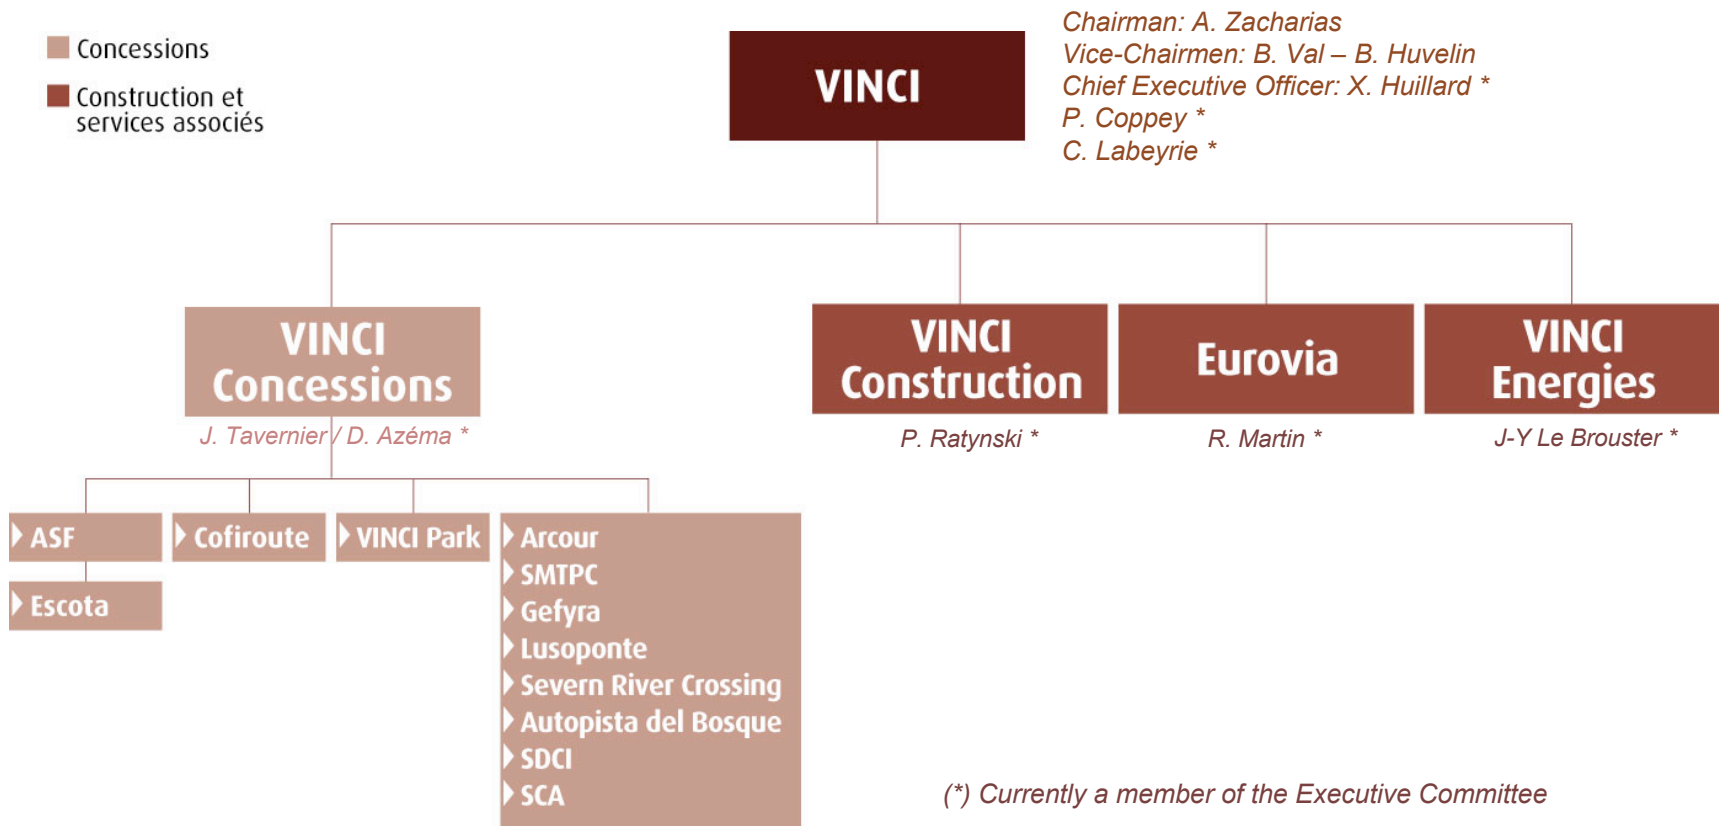 Concessions
Construction et
services associés
VINCI
Chairman: A. Zacharias
Vice-Chairmen: B. Val – B. Huvelin
Chief Executive Officer: X. Huillard *
P. Coppey *
C. Labeyrie *
VINCI
Concessions
J. Tavernier / D. Azéma *
VINCI
Construction
P. Ratynski *
Eurovia
R. Martin *
VINCI
Energies
J-Y Le Brouster *
ASF
Escota
Cofiroute
VINCI Park
Arcour
SMTPC
Gefyra
Lusoponte
Severn River Crossing
Autopista del Bosque
SDCI
SCA
(*) Currently a member of the Executive Committee